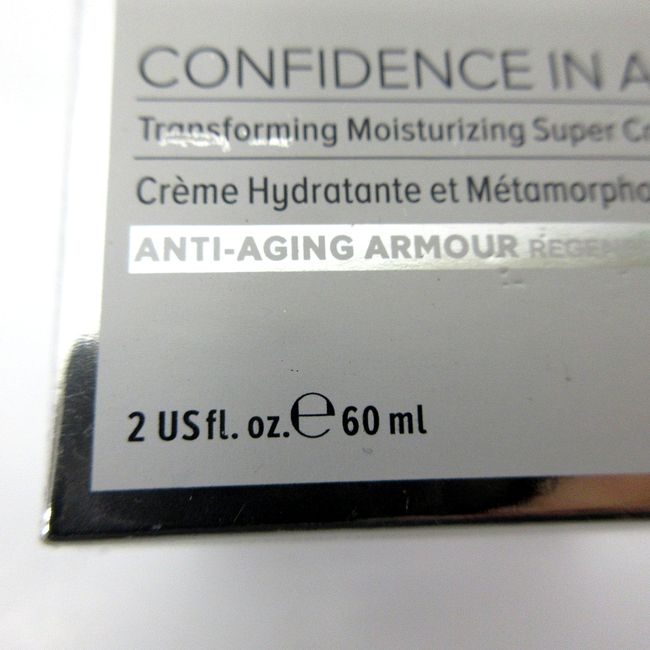 CONFIDENCE IN A
Transforming Moisturizing Super
Crème Hydratante et Métamorpho
ANTI-AGING ARMOUR
2 US fl. oz. ℮ 60 ml